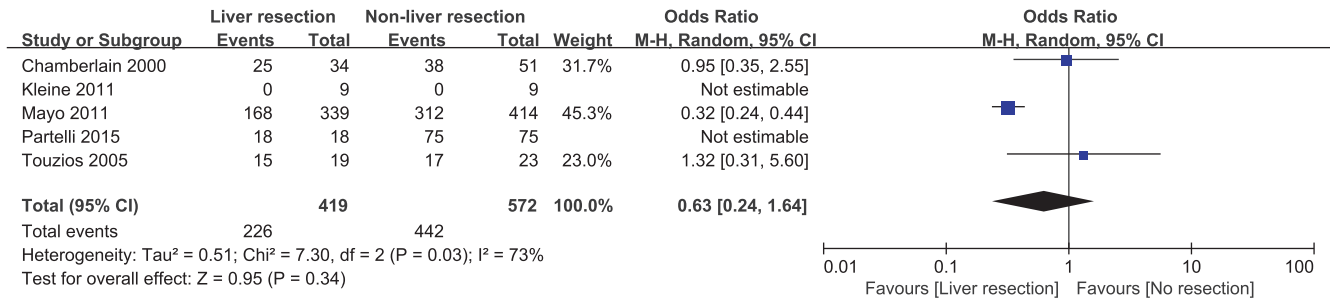 Liver resection Non-liver resection Odds Ratio Odds Ratio
Study or Subgroup Events Total Events Total Weight M-H, Random, 95% CI M-H, Random, 95% CI
Chamberlain 2000 25 34 38 51 31.7% 0.95 [0.35, 2.55]
Kleine 2011 0 9 0 9 Not estimable
Mayo 2011 168 339 312 414 45.3% 0.32 [0.24, 0.44]
Partelli 2015 18 18 75 75 Not estimable
Touzios 2005 15 19 17 23 23.0% 1.32 [0.31, 5.60]
Total (95% CI) 419 572 100.0% 0.63 [0.24, 1.64]
Total events 226 442
Heterogeneity: Tau² = 0.51; Chi² = 7.30, df = 2 (P = 0.03); I² = 73%
Test for overall effect: Z = 0.95 (P = 0.34)
0.01 0.1 1 10 100
Favours [Liver resection] Favours [No resection]